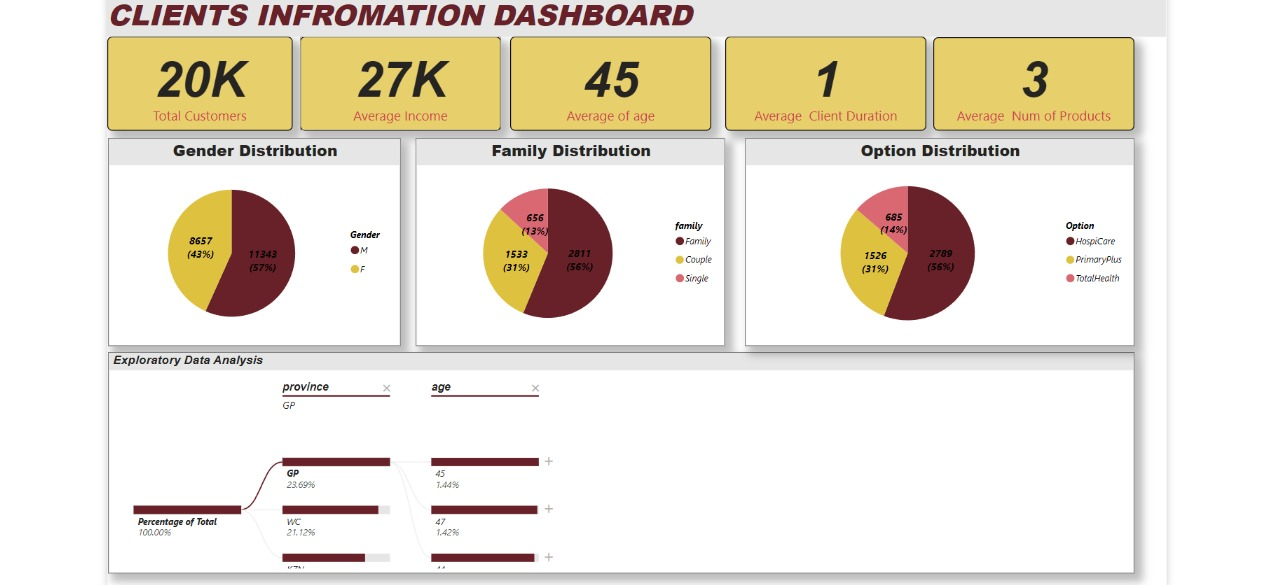 CLIENTS INFROMATION DASHBOARD
20K
Total Customers
27K
Average Income
45
Average of age
1
Average Client Duration
3
Average Num of Products
Gender Distribution
8657
(43%)
11343
(57%)
Gender
M
F
Family Distribution
656
(13%)
1533
(31%)
2811
(56%)
family
Family
Couple
Single
Option Distribution
685
(14%)
1526
(31%)
2789
(56%)
Option
HospiCare
PrimaryPlus
TotalHealth
Exploratory Data Analysis
province
age
GP
Percentage of Total
100.00%
GP
23.69%
WC
21.12%
45
1.44%
47
1.42%